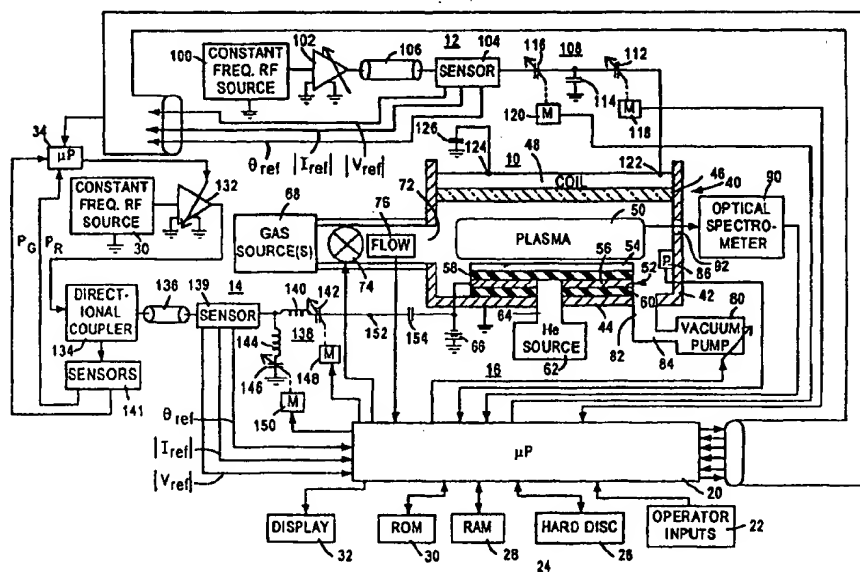 100
CONSTANT
FREQ. RF
SOURCE
102
106
12
104
SENSOR
116
108
112
114
M
120
M
118
34
μP
θref
|Iref|
|Vref|
126
124
10
48
COIL
122
46
40
90
CONSTANT
FREQ. RF
SOURCE
30
132
PG
PR
68
GAS
SOURCE(S)
72
76
FLOW
74
50
PLASMA
54
56
58
52
60
P
86
92
42
OPTICAL
SPECTRO-
METER
DIRECT-
IONAL
COUPLER
134
136
139
14
SENSOR
140
142
138
144
146
148
M
150
M
152
154
66
64
44
He
SOURCE
62
82
84
80
VACUUM
PUMP
SENSORS
141
16
θref
|Iref|
|Vref|
μP
20
DISPLAY
32
ROM
30
RAM
28
HARD DISC
26
24
OPERATOR
INPUTS
22